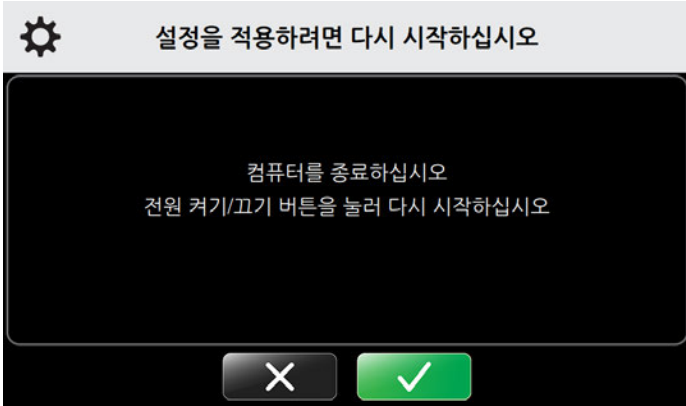 설정을 적용하려면 다시 시작하십시오
컴퓨터를 종료하십시오
전원 켜기/끄기 버튼을 눌러 다시 시작하십시오